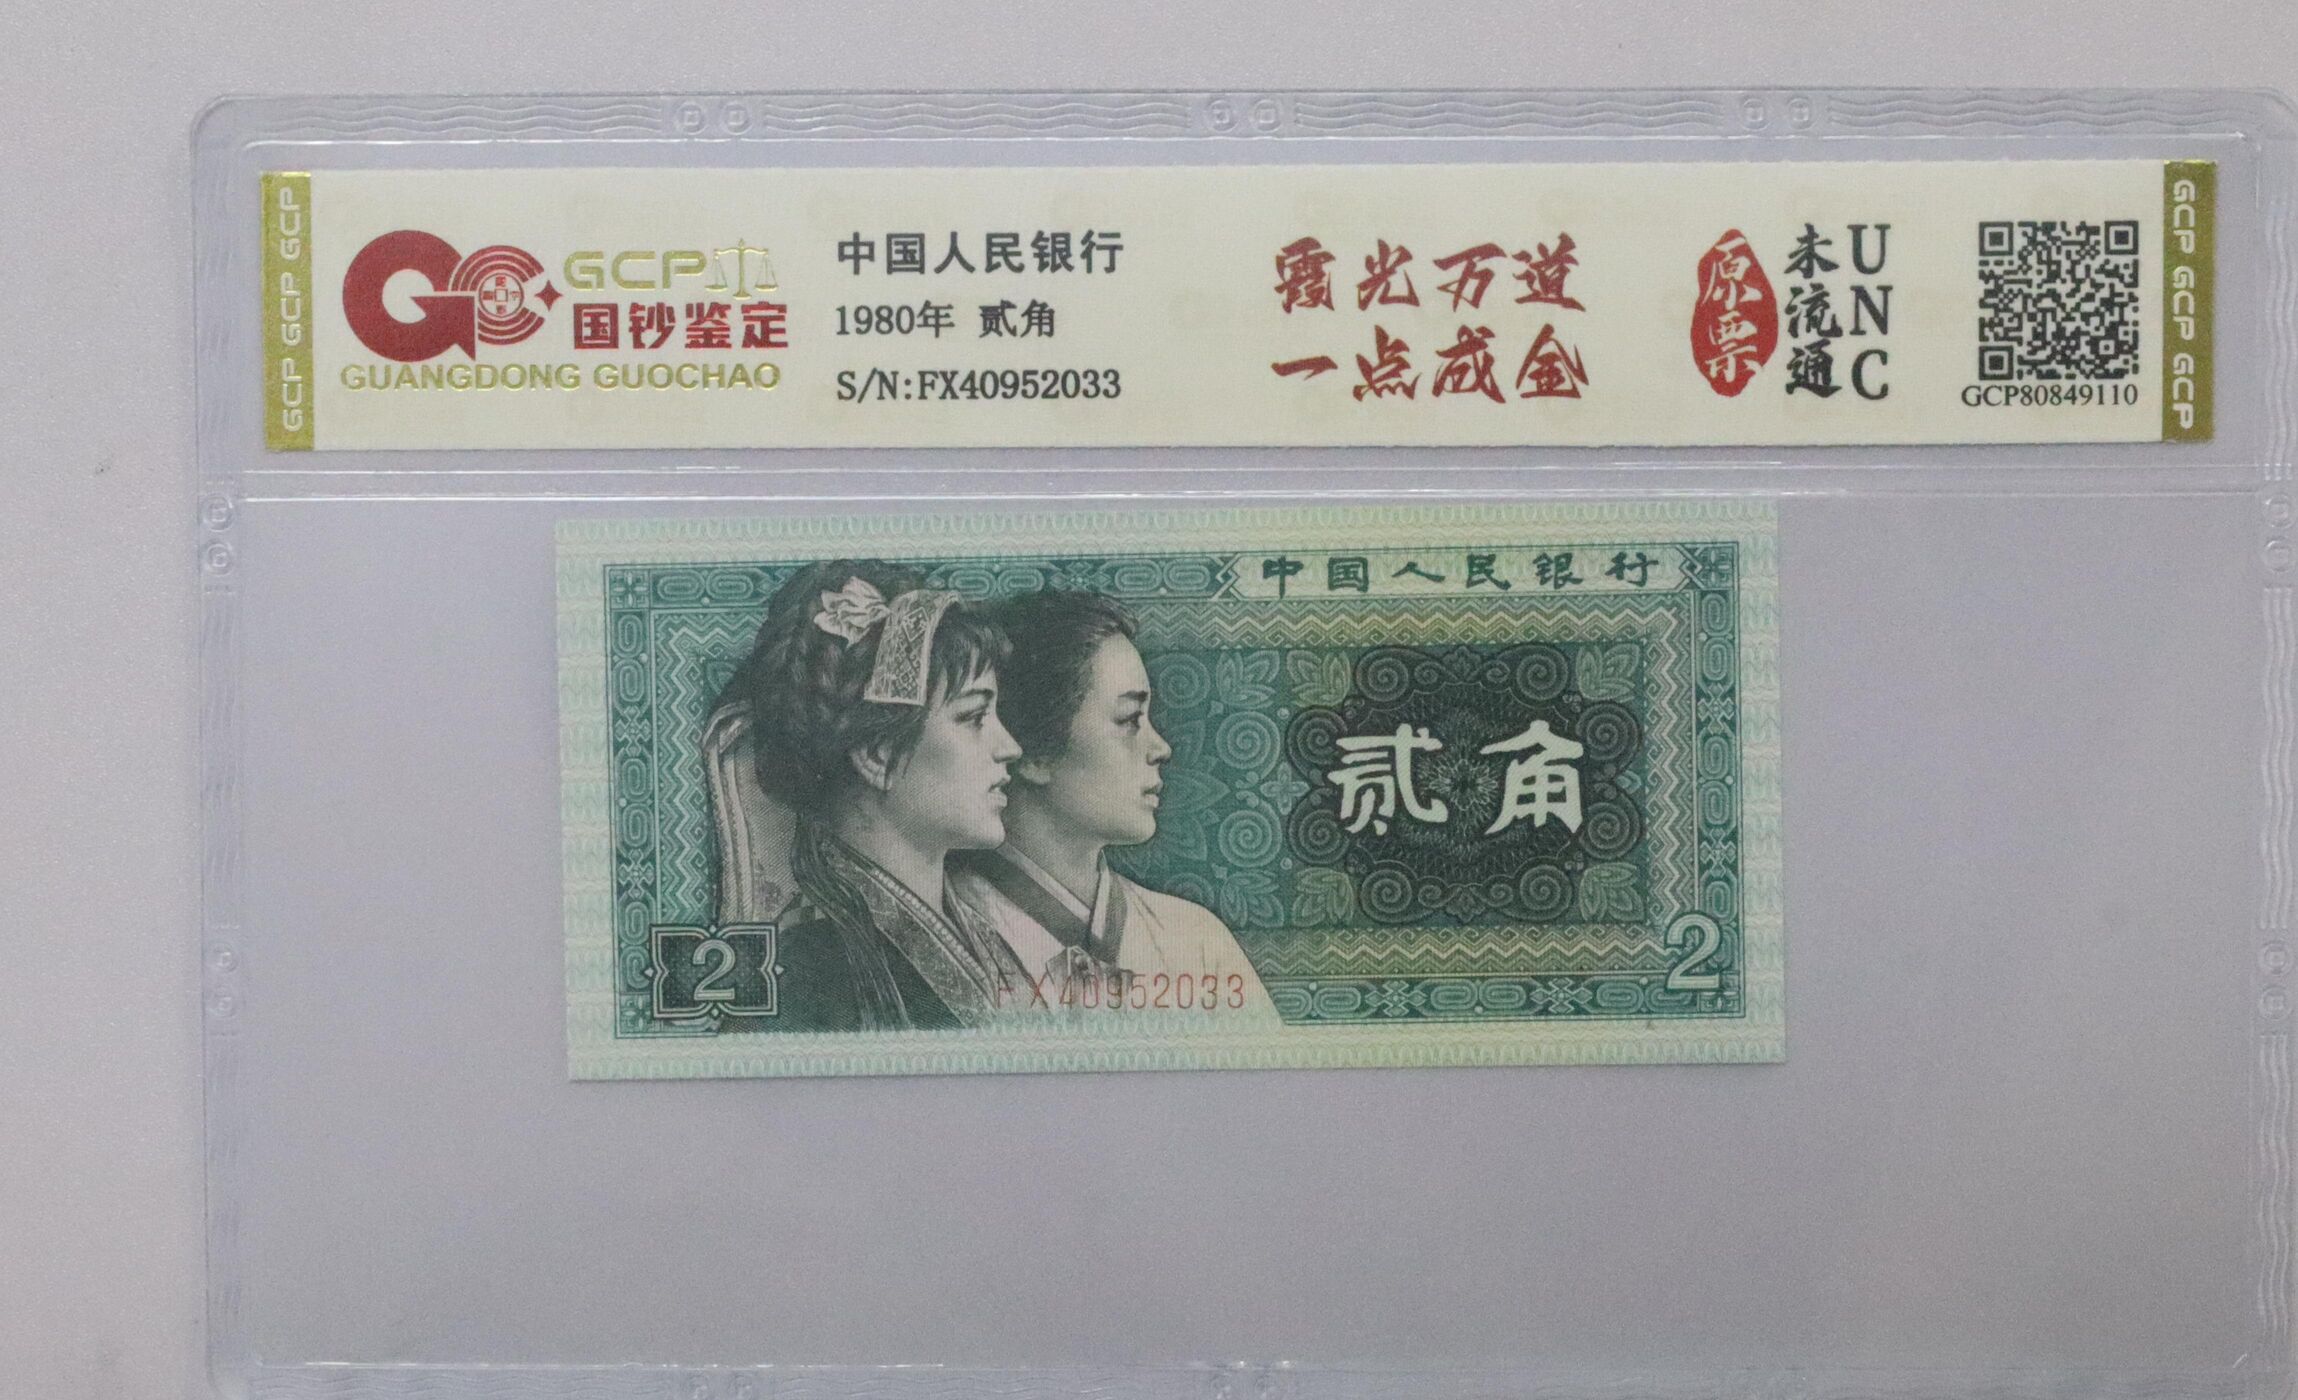 GCP GCP GCP
GCP
国钞鉴定
GUANGDONG GUOCHAO
中国人民银行
1980年 贰角
S/N:FX40952033
霞光万道
一点成金
原票
未流通
UNC
GCP80849110
GCP GCP GCP
中国人民银行
贰角
2
2
FX40952033